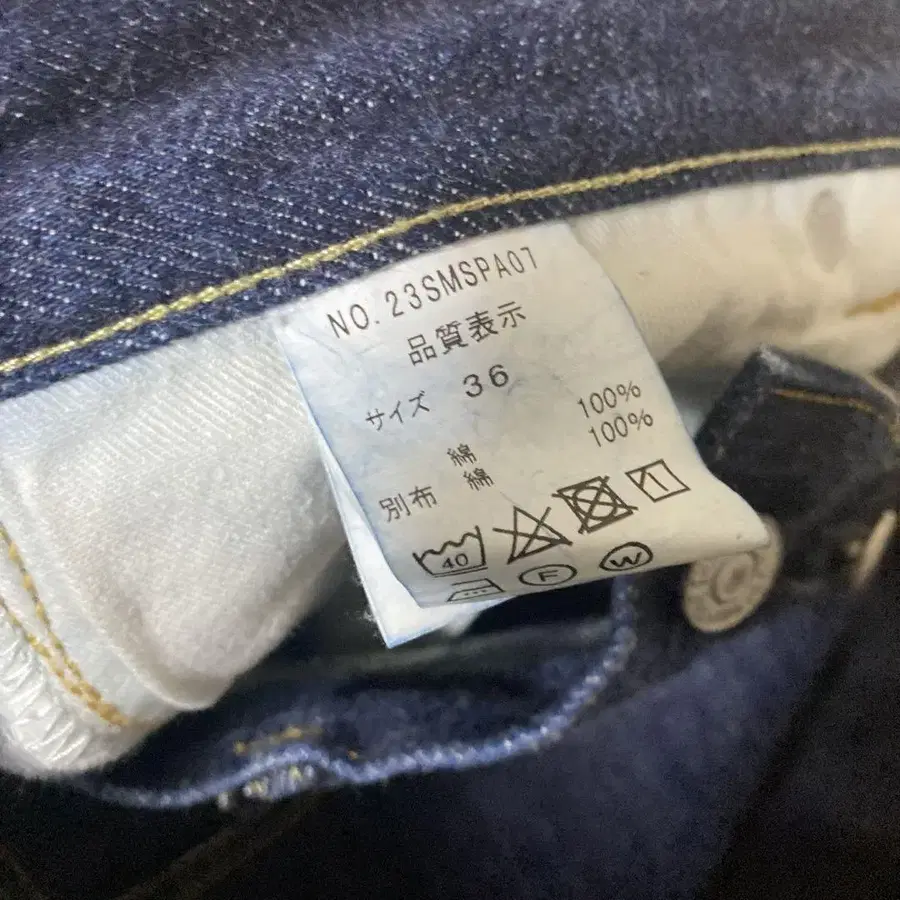 NO. 23SMSPA07
品質表示
サイズ 36
綿 100%
別布 綿 100%
40
F W